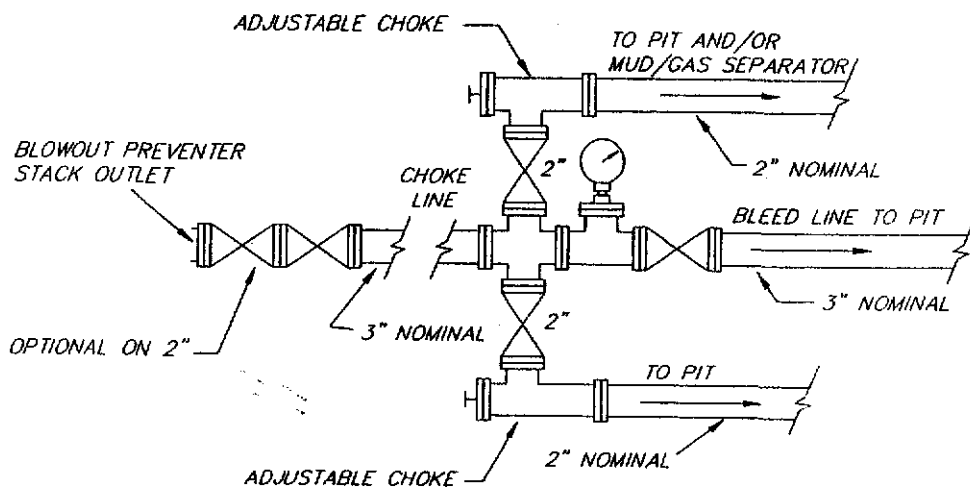 ADJUSTABLE CHOKE
TO PIT AND/OR
MUD/GAS SEPARATOR
BLOWOUT PREVENTER
STACK OUTLET
2"
2" NOMINAL
CHOKE
LINE
BLEED LINE TO PIT
OPTIONAL ON 2"
3" NOMINAL
2"
3" NOMINAL
TO PIT
ADJUSTABLE CHOKE
2" NOMINAL